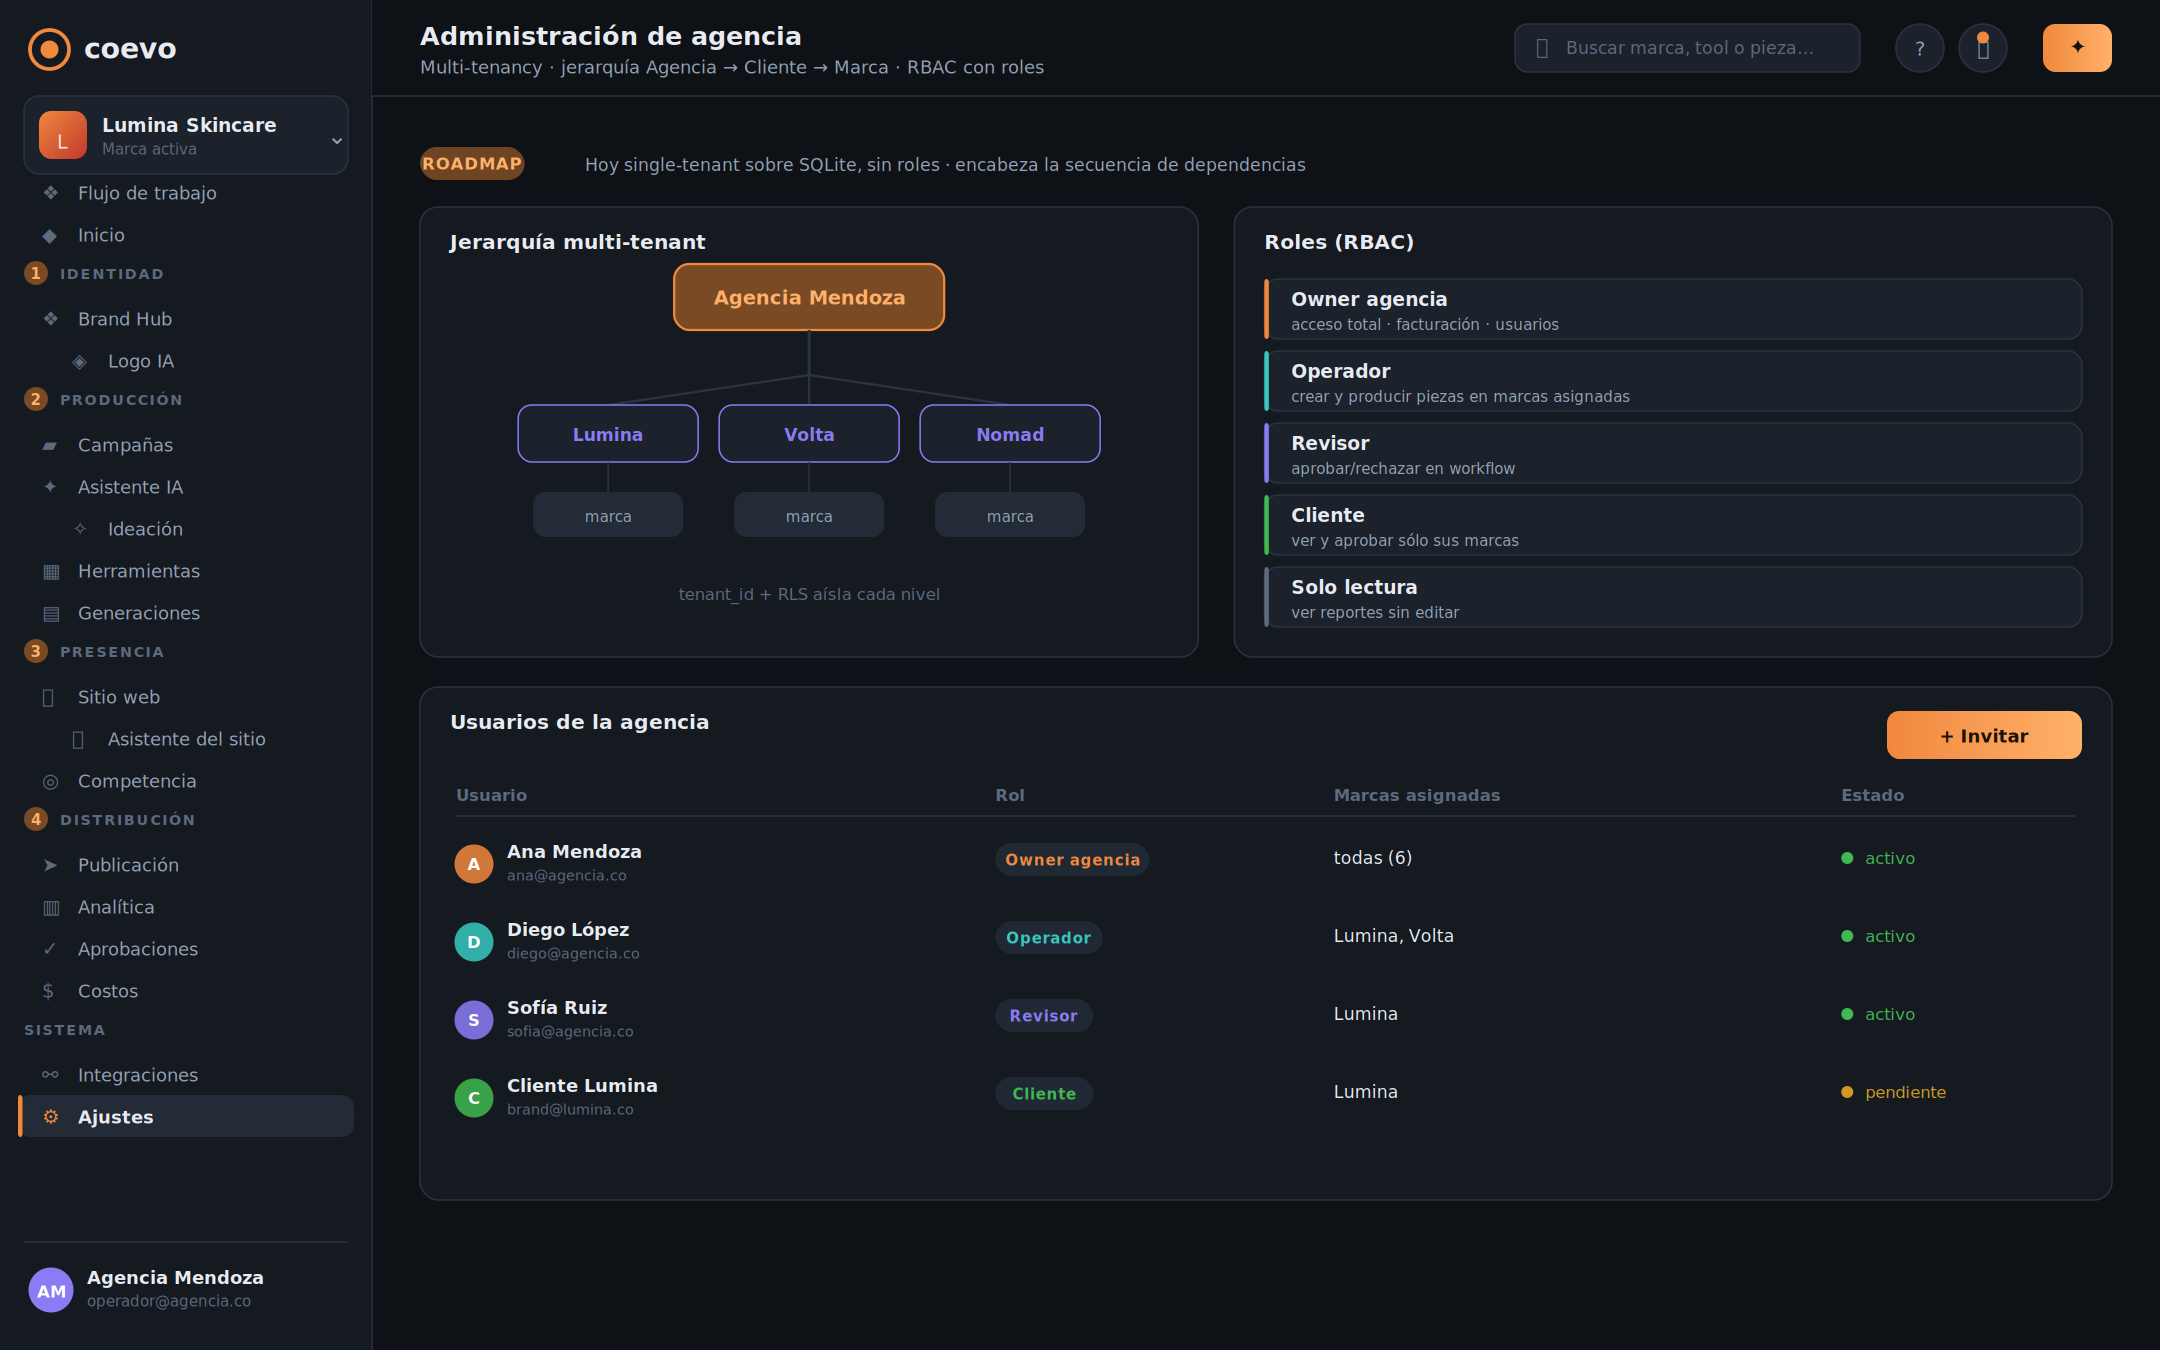 coevo
L
Lumina Skincare
Marca activa
Flujo de trabajo
Inicio
1 IDENTIDAD
Brand Hub
Logo IA
2 PRODUCCIÓN
Campañas
Asistente IA
Ideación
Herramientas
Generaciones
3 PRESENCIA
Sitio web
Asistente del sitio
Competencia
4 DISTRIBUCIÓN
Publicación
Analítica
Aprobaciones
$ Costos
SISTEMA
Integraciones
Ajustes
AM
Agencia Mendoza
operador@agencia.co
Administración de agencia
Multi-tenancy · jerarquía Agencia → Cliente → Marca · RBAC con roles
Buscar marca, tool o pieza…
?
ROADMAP
Hoy single-tenant sobre SQLite, sin roles · encabeza la secuencia de dependencias
Jerarquía multi-tenant
Agencia Mendoza
Lumina Volta Nomad
marca marca marca
tenant_id + RLS aísla cada nivel
Roles (RBAC)
Owner agencia
acceso total · facturación · usuarios
Operador
crear y producir piezas en marcas asignadas
Revisor
aprobar/rechazar en workflow
Cliente
ver y aprobar sólo sus marcas
Solo lectura
ver reportes sin editar
Usuarios de la agencia
+ Invitar
Usuario Rol Marcas asignadas Estado
A Ana Mendoza Owner agencia todas (6) activo
ana@agencia.co
D Diego López Operador Lumina, Volta activo
diego@agencia.co
S Sofía Ruiz Revisor Lumina activo
sofia@agencia.co
C Cliente Lumina Cliente Lumina pendiente
brand@lumina.co